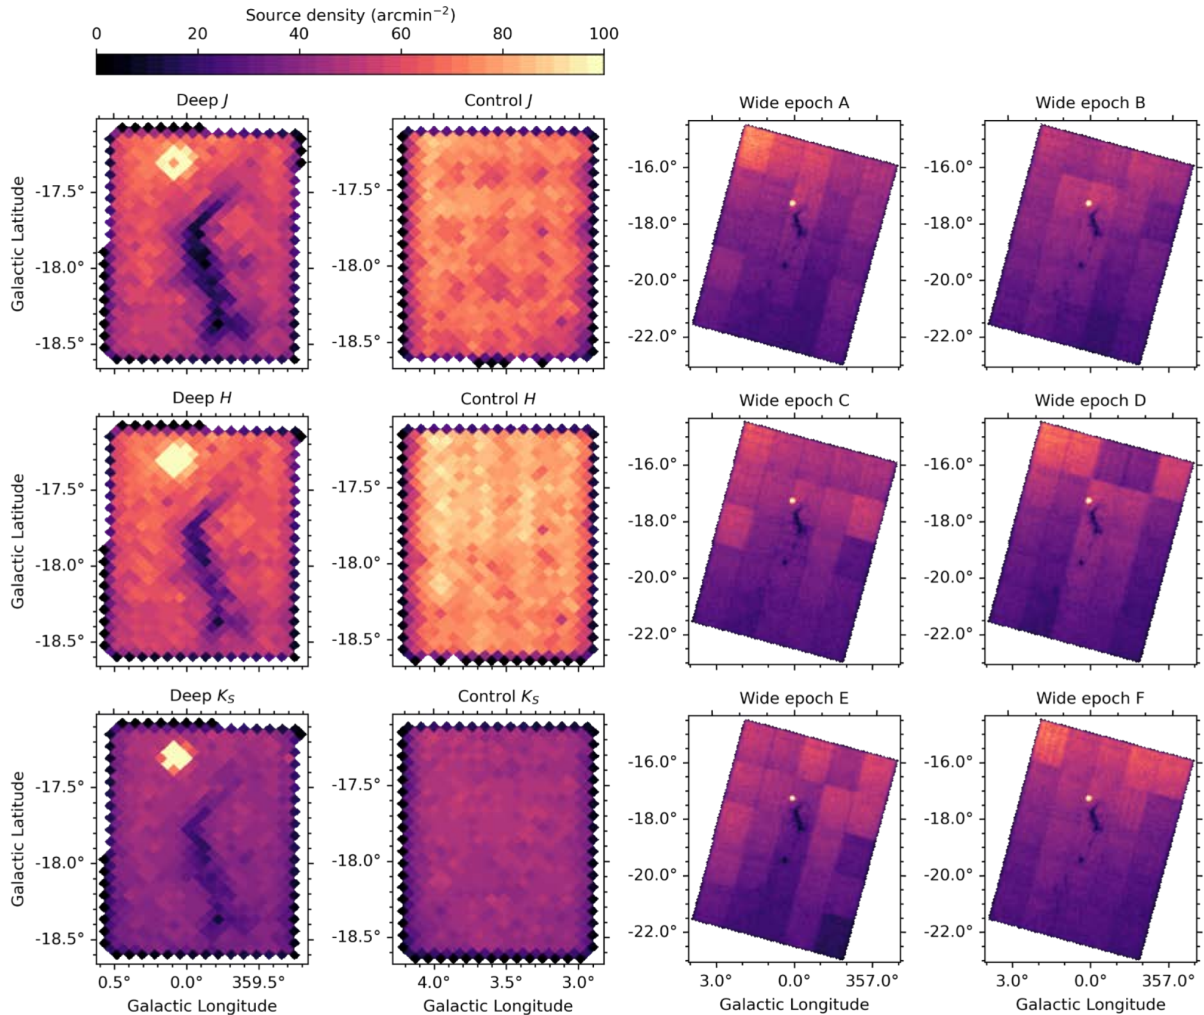 Source density (arcmin⁻²)
0 20 40 60 80 100
Deep J Control J Wide epoch A Wide epoch B
Galactic Latitude
-17.5° -18.0° -18.5°
-17.5° -18.0° -18.5°
-16.0° -18.0° -20.0° -22.0°
-16.0° -18.0° -20.0° -22.0°
Deep H Control H Wide epoch C Wide epoch D
Galactic Latitude
-17.5° -18.0° -18.5°
-17.5° -18.0° -18.5°
-16.0° -18.0° -20.0° -22.0°
-16.0° -18.0° -20.0° -22.0°
Deep K_S Control K_S Wide epoch E Wide epoch F
Galactic Latitude
-17.5° -18.0° -18.5°
-17.5° -18.0° -18.5°
-16.0° -18.0° -20.0° -22.0°
-16.0° -18.0° -20.0° -22.0°
0.5° 0.0° 359.5° 4.0° 3.5° 3.0° 3.0° 0.0° 357.0° 3.0° 0.0° 357.0°
Galactic Longitude Galactic Longitude Galactic Longitude Galactic Longitude